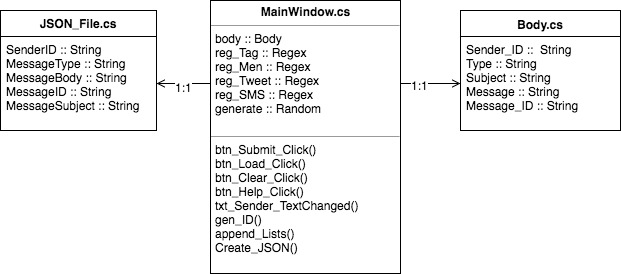 JSON_File.cs
SenderID :: String
MessageType :: String
MessageBody :: String
MessageID :: String
MessageSubject :: String
1:1
MainWindow.cs
body :: Body
reg_Tag :: Regex
reg_Men :: Regex
reg_Tweet :: Regex
reg_SMS :: Regex
generate :: Random
btn_Submit_Click()
btn_Load_Click()
btn_Clear_Click()
btn_Help_Click()
txt_Sender_TextChanged()
gen_ID()
append_Lists()
Create_JSON()
1:1
Body.cs
Sender_ID :: String
Type :: String
Subject :: String
Message :: String
Message_ID :: String